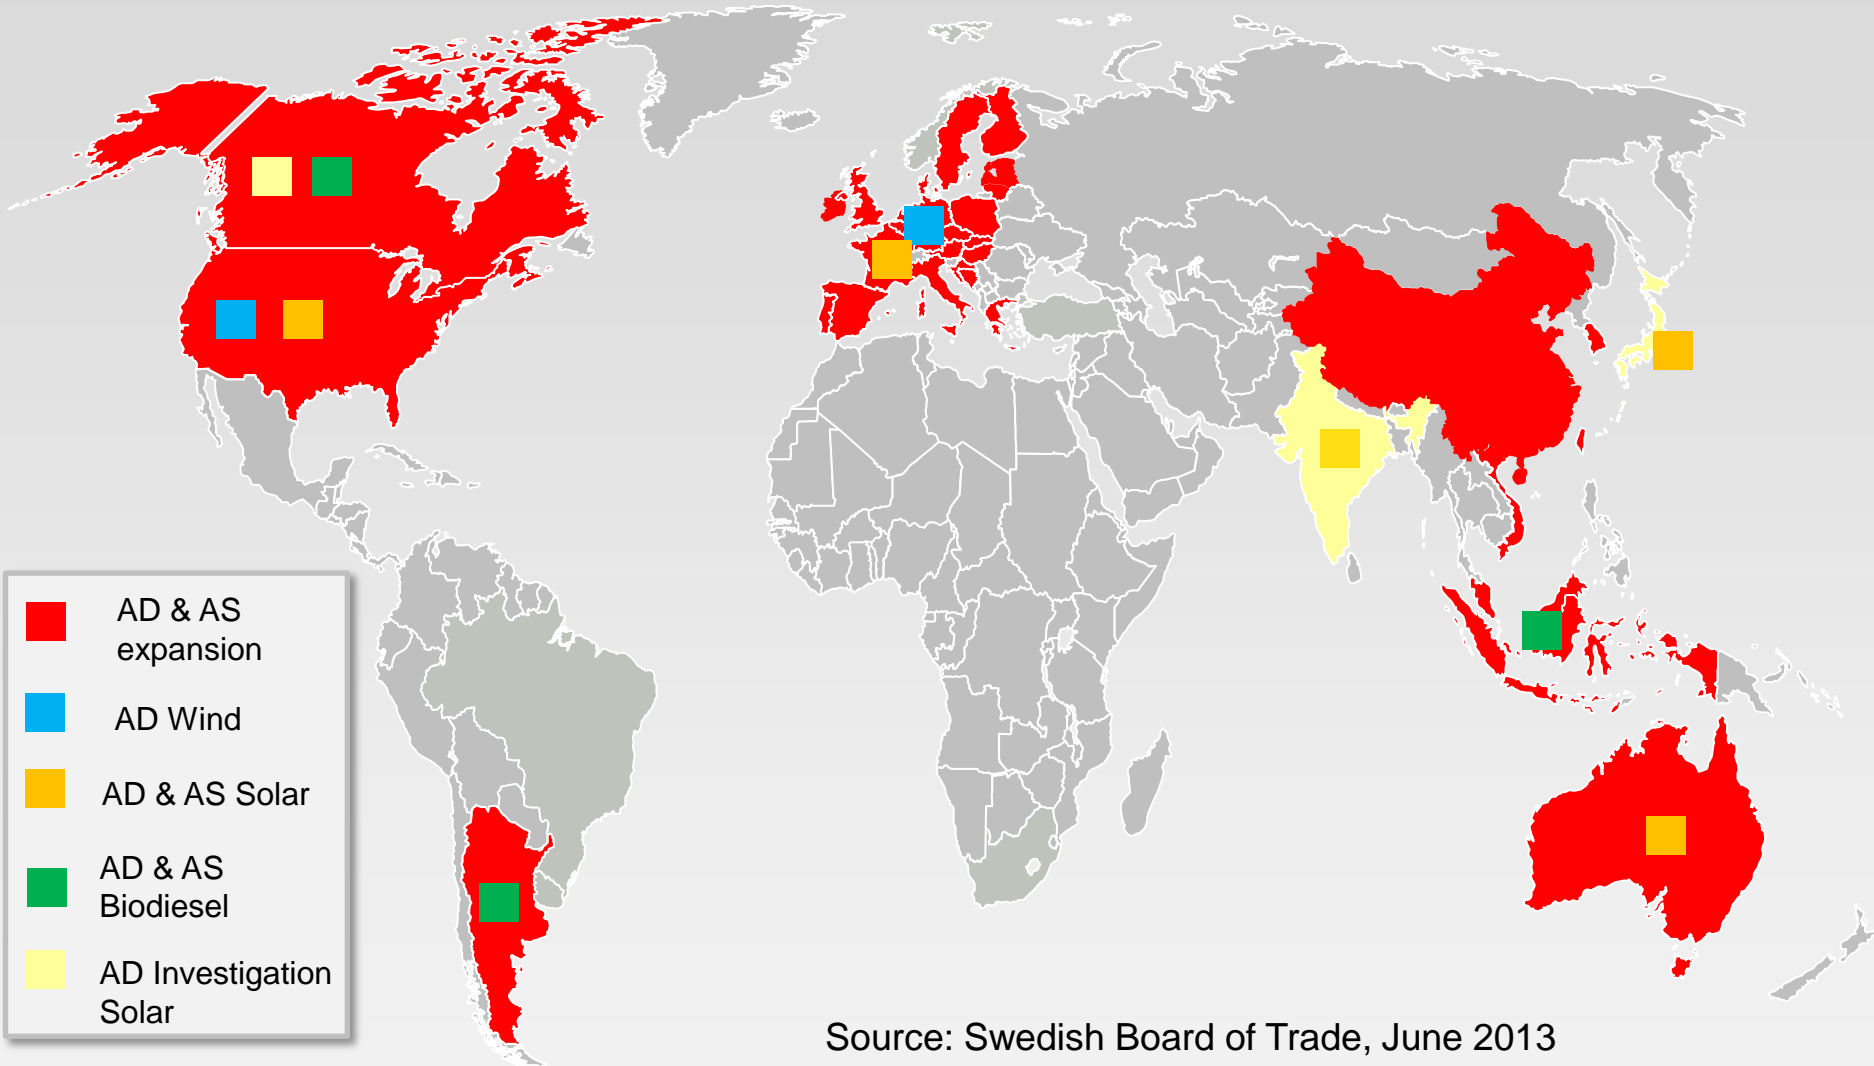 AD & AS
expansion
AD Wind
AD & AS Solar
AD & AS
Biodiesel
AD Investigation
Solar
Source: Swedish Board of Trade, June 2013